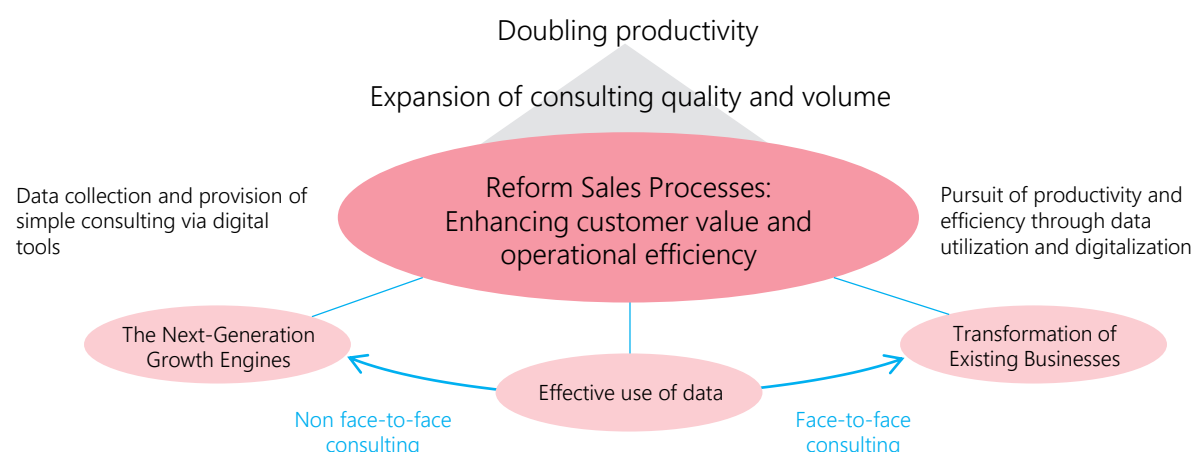 Doubling productivity
Expansion of consulting quality and volume
Reform Sales Processes:
Enhancing customer value and
operational efficiency
Data collection and provision of
simple consulting via digital
tools
Pursuit of productivity and
efficiency through data
utilization and digitalization
The Next-Generation
Growth Engines
Effective use of data
Transformation of
Existing Businesses
Non face-to-face
consulting
Face-to-face
consulting